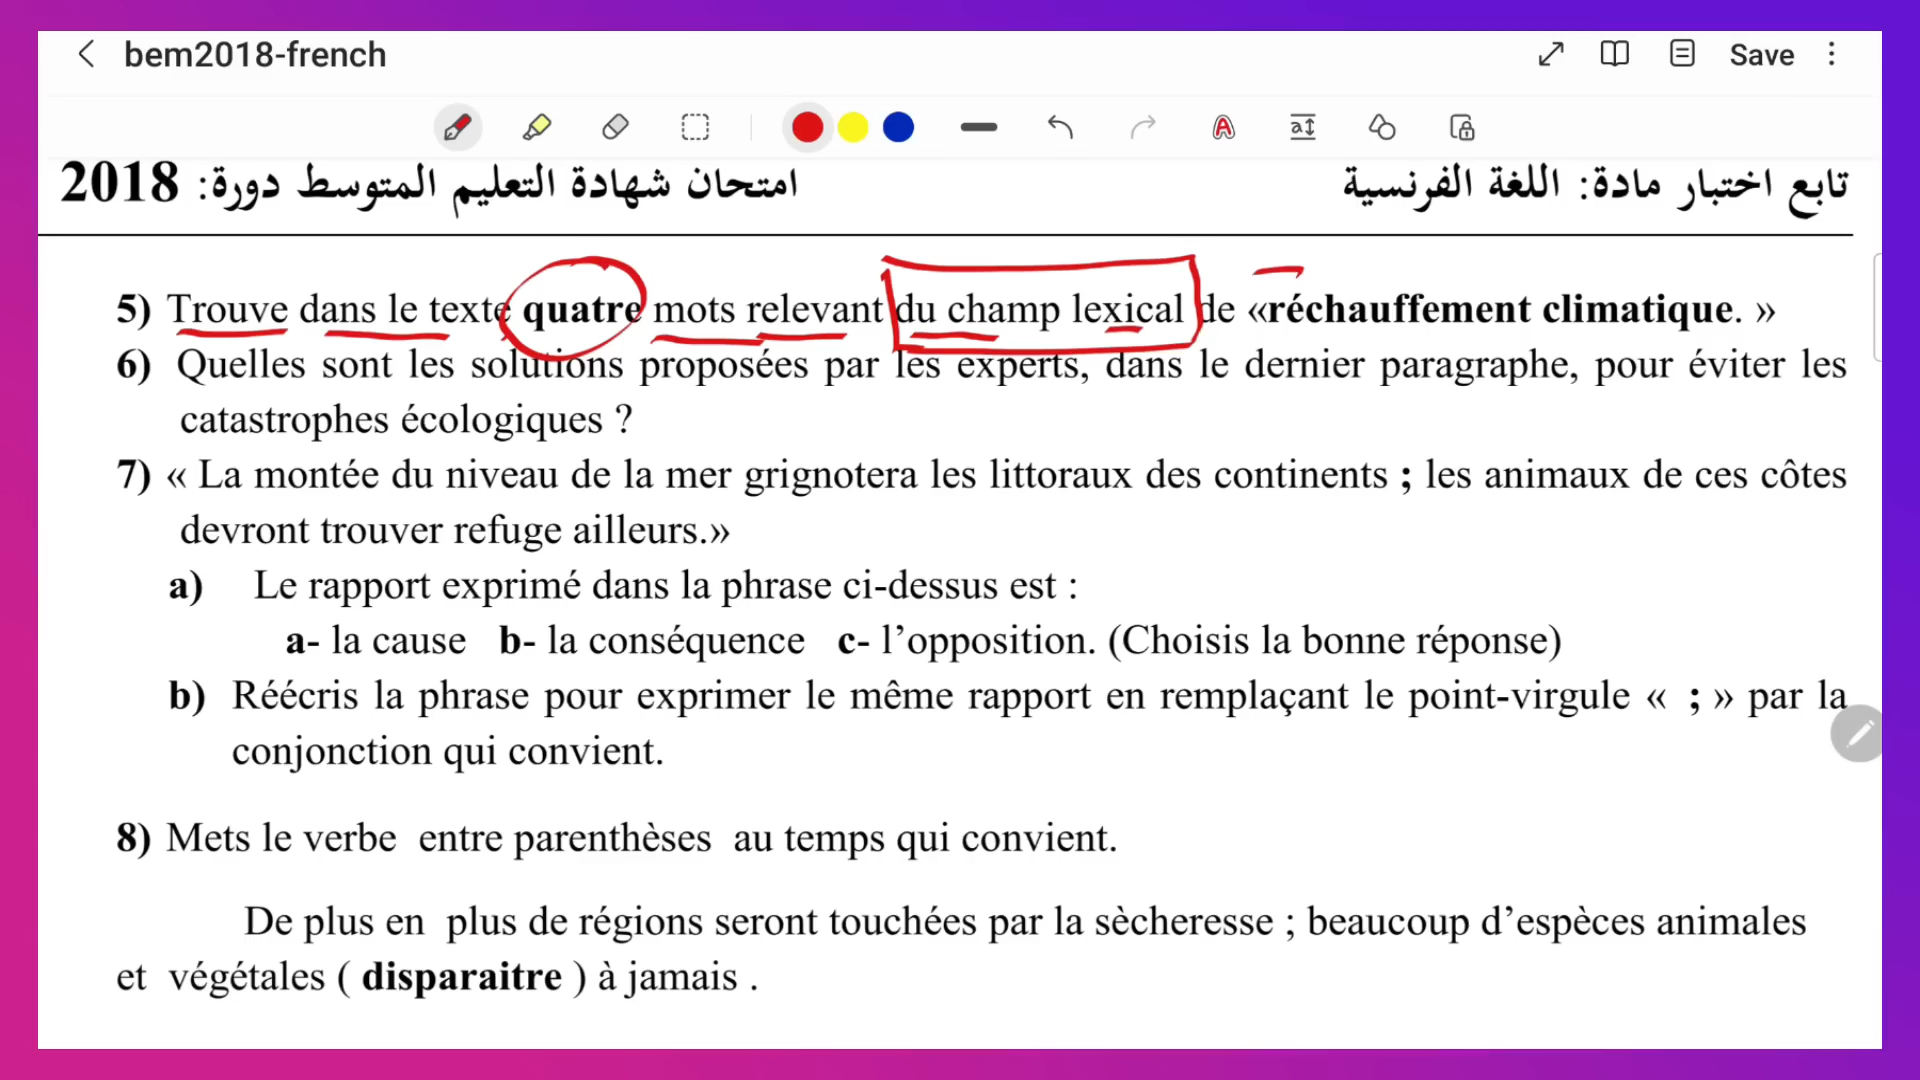 bem2018-french
Save
تابع اختبار مادة: اللغة الفرنسية
امتحان شهادة التعليم المتوسط دورة: 2018
5) Trouve dans le texte quatre mots relevant du champ lexical de «réchauffement climatique. »
6) Quelles sont les solutions proposées par les experts, dans le dernier paragraphe, pour éviter les
catastrophes écologiques ?
7) « La montée du niveau de la mer grignotera les littoraux des continents ; les animaux de ces côtes
devront trouver refuge ailleurs.»
a) Le rapport exprimé dans la phrase ci-dessus est :
a- la cause b- la conséquence c- l’opposition. (Choisis la bonne réponse)
b) Réécris la phrase pour exprimer le même rapport en remplaçant le point-virgule « ; » par la
conjonction qui convient.
8) Mets le verbe entre parenthèses au temps qui convient.
De plus en plus de régions seront touchées par la sècheresse ; beaucoup d’espèces animales
et végétales ( disparaitre ) à jamais .